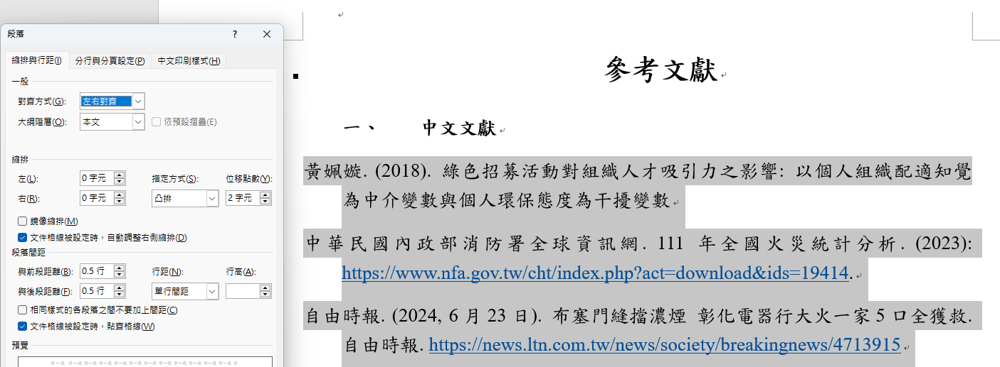 段落
?
縮排與行距(I) 分行與分頁設定(P) 中文印刷樣式(H)
一般
對齊方式(G): 左右對齊
大綱階層(O): 本文 依預設摺疊(E)
縮排
左(L): 0 字元 指定方式(S): 位移點數(Y):
右(R): 0 字元 凸排 2 字元
鏡像縮排(M)
文件格線被設定時，自動調整右側縮排(D)
段落間距
與前段距離(B): 0.5 行 行距(N): 行高(A):
與後段距離(F): 0.5 行 單行間距
相同樣式的各段落之間不要加上間距(C)
文件格線被設定時，貼齊格線(W)
預覽
參考文獻
一、 中文文獻
黃姵嫙. (2018). 綠色招募活動對組織人才吸引力之影響: 以個人組織配適知覺
為中介變數與個人環保態度為干擾變數
中華民國內政部消防署全球資訊網. 111 年全國火災統計分析. (2023):
https://www.nfa.gov.tw/cht/index.php?act=download&ids=19414.
自由時報. (2024, 6 月 23 日). 布塞門縫擋濃煙 彰化電器行大火一家 5 口全獲救.
自由時報. https://news.ltn.com.tw/news/society/breakingnews/4713915